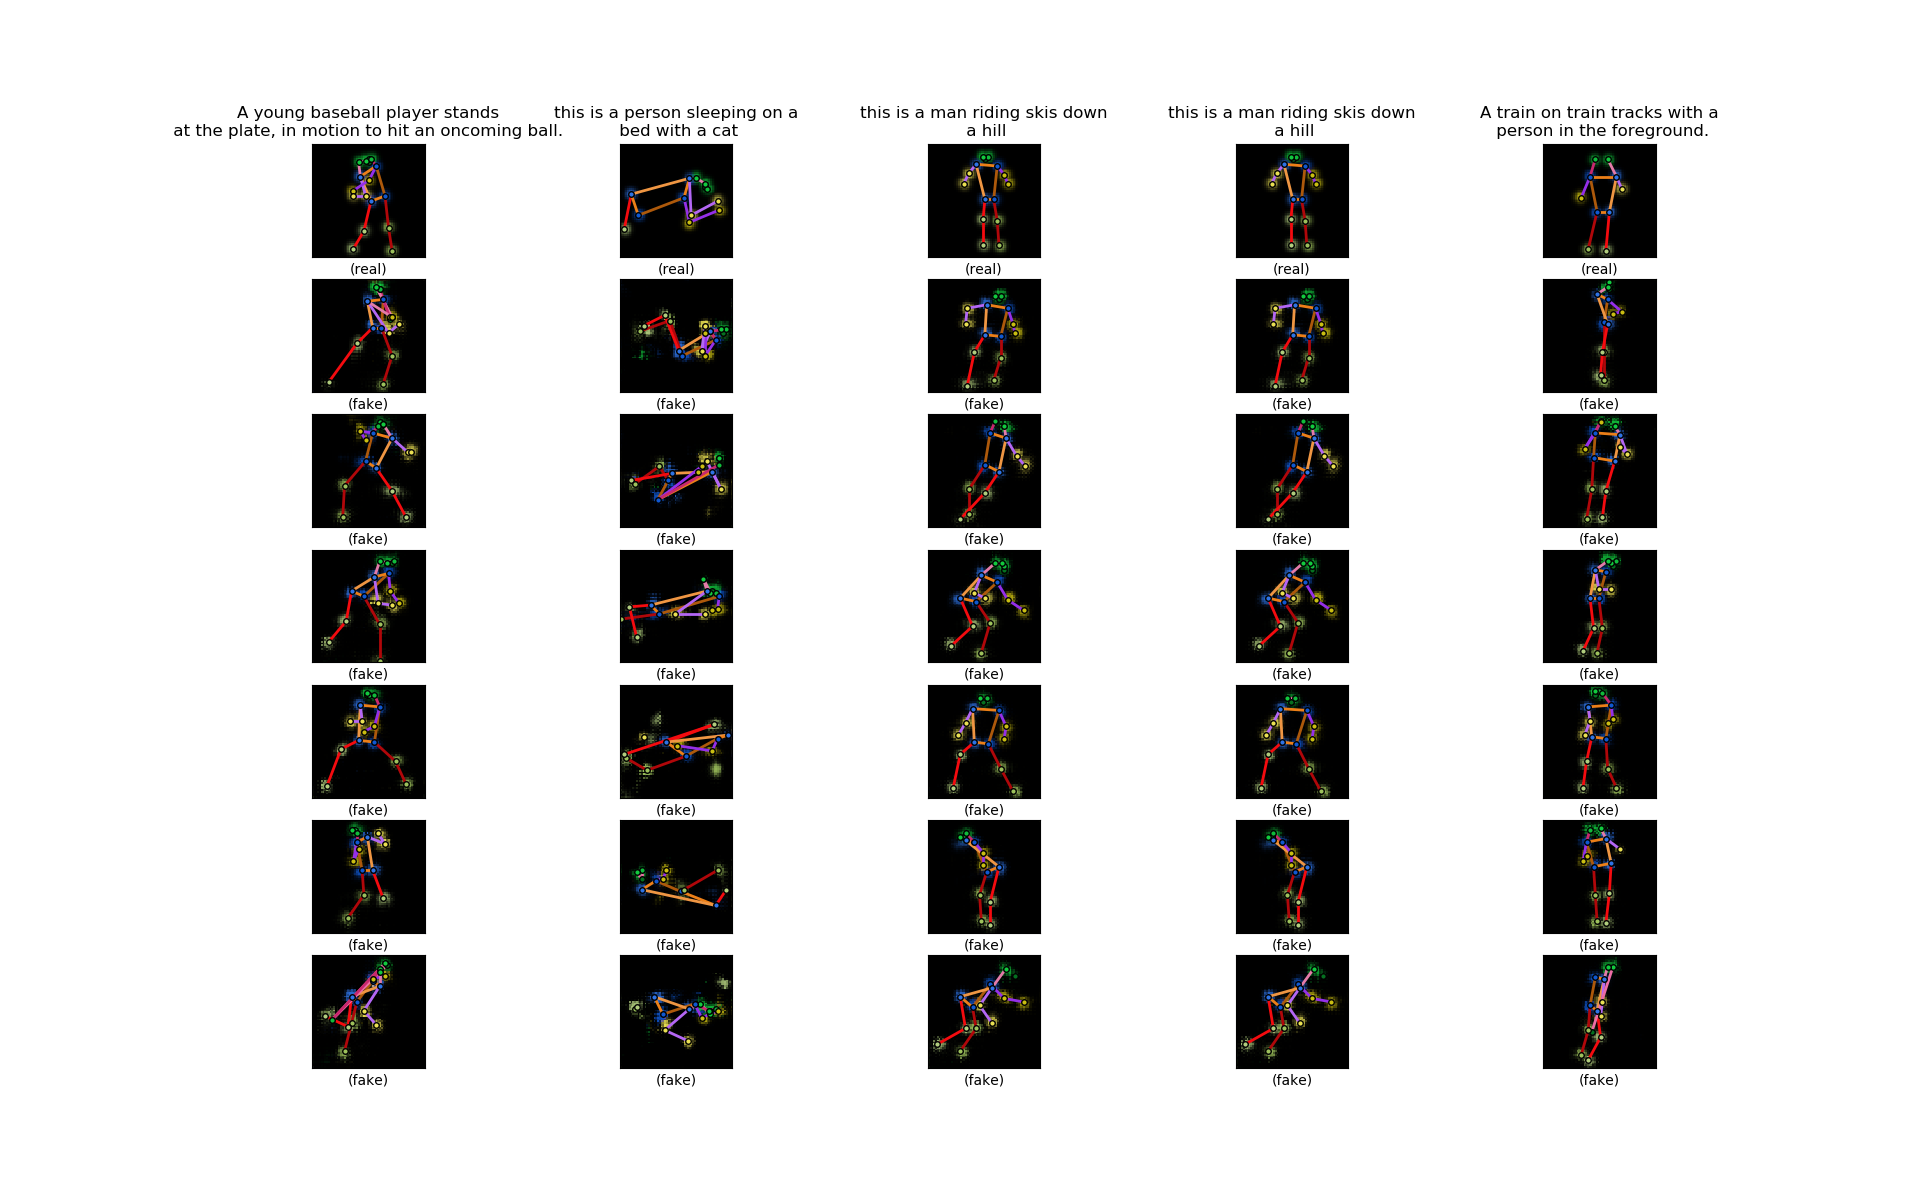 A young baseball player stands
at the plate, in motion to hit an oncoming ball.
this is a person sleeping on a
bed with a cat
this is a man riding skis down
a hill
this is a man riding skis down
a hill
A train on train tracks with a
person in the foreground.
(real) (real) (real) (real) (real)
(fake) (fake) (fake) (fake) (fake)
(fake) (fake) (fake) (fake) (fake)
(fake) (fake) (fake) (fake) (fake)
(fake) (fake) (fake) (fake) (fake)
(fake) (fake) (fake) (fake) (fake)
(fake) (fake) (fake) (fake) (fake)